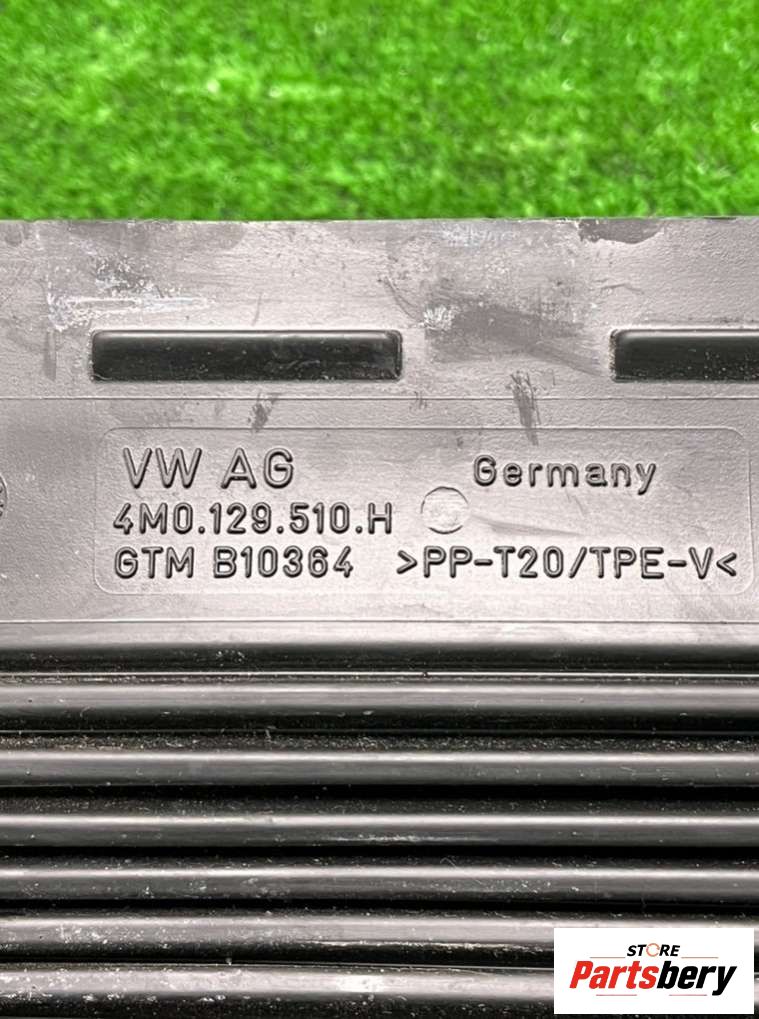 VW AG Germany
4M0.129.510.H
GTM B10364 >PP-T20/TPE-V<
STORE
Partsbery